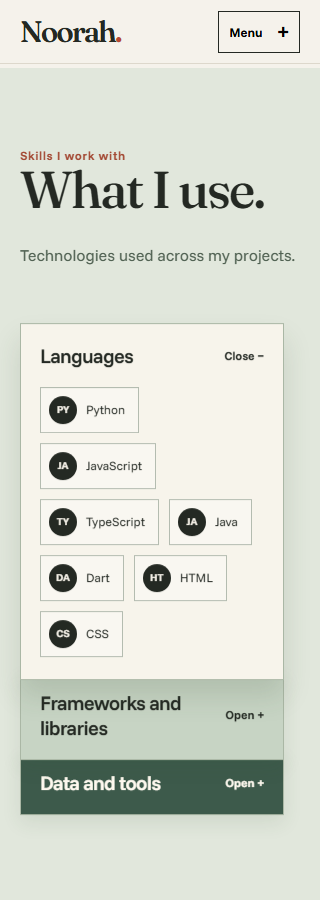 Noorah.
Menu +
Skills I work with
What I use.
Technologies used across my projects.
Languages
Close −
PY Python
JA JavaScript
TY TypeScript
JA Java
DA Dart
HT HTML
CS CSS
Frameworks and
libraries
Open +
Data and tools
Open +